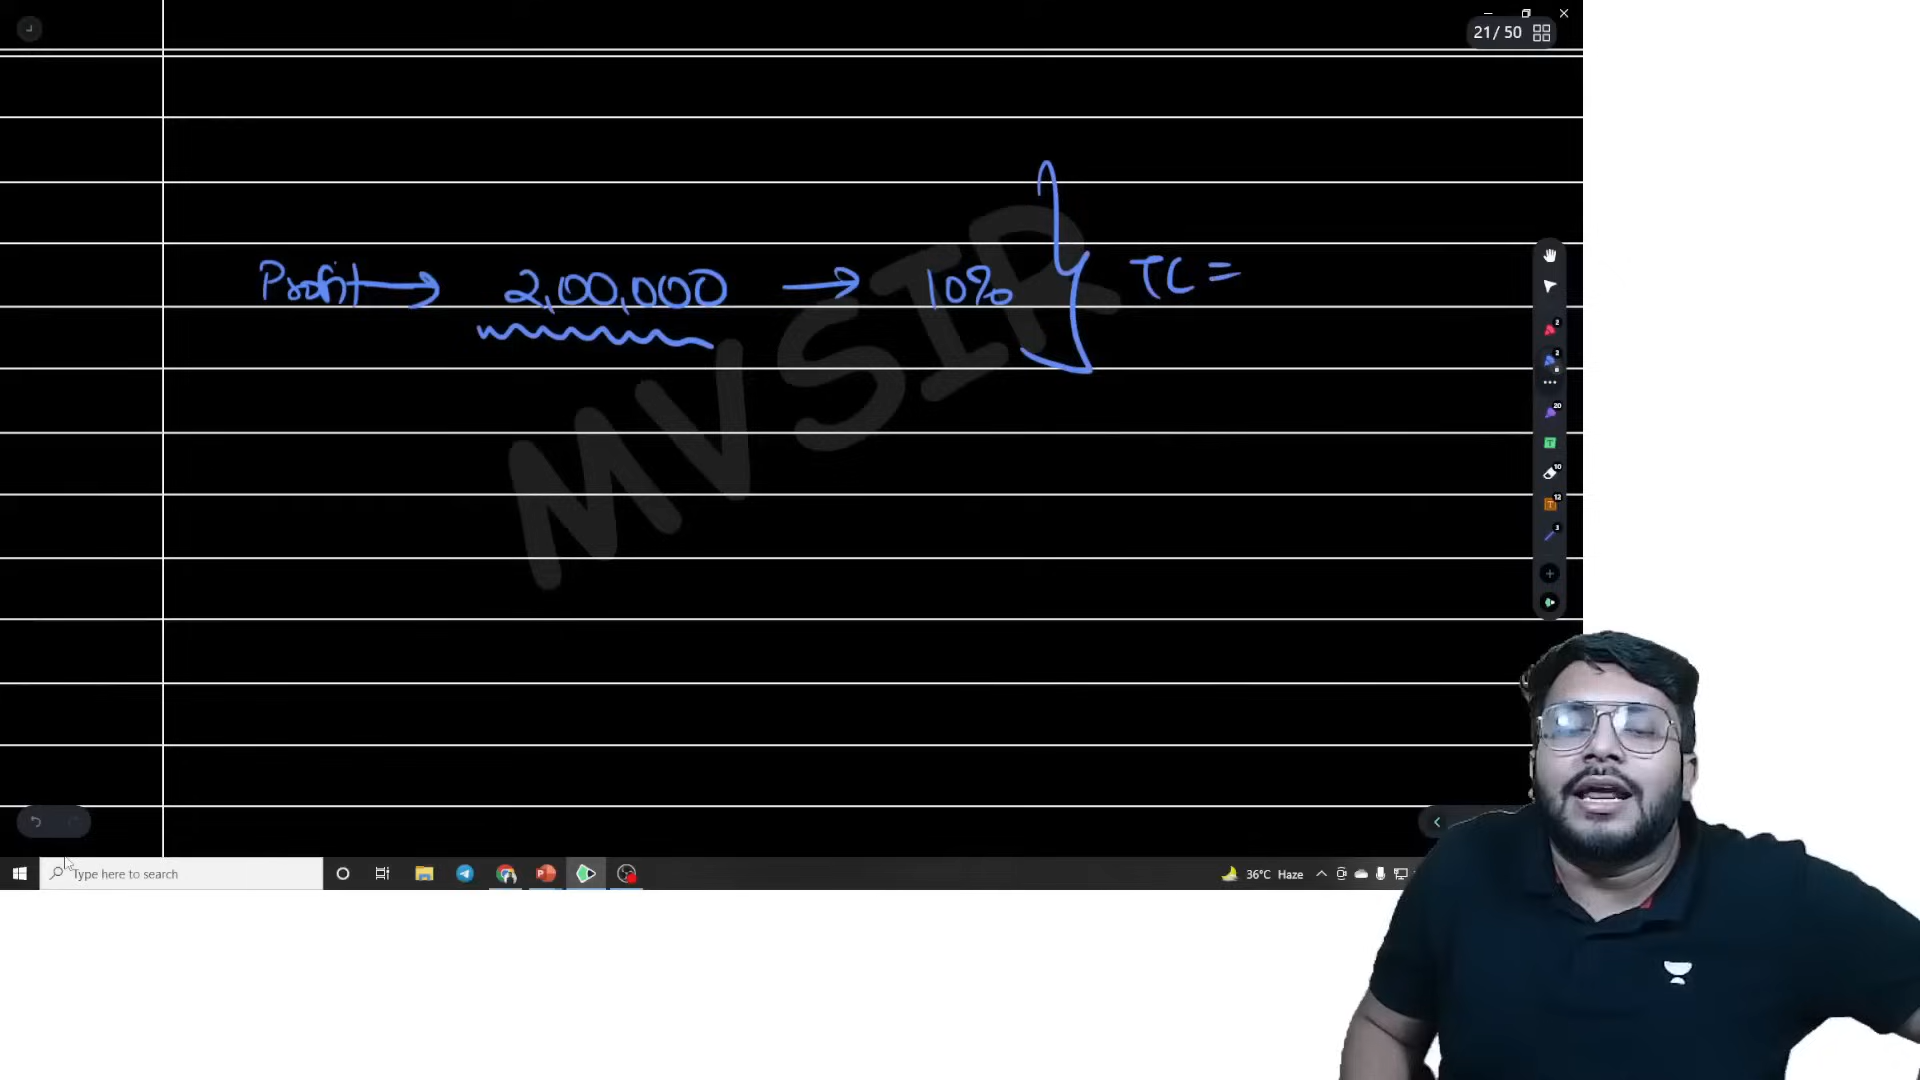 21/ 50
Profit → 2,00,000 → 10% } TC =
MVSIR
Type here to search
36°C Haze